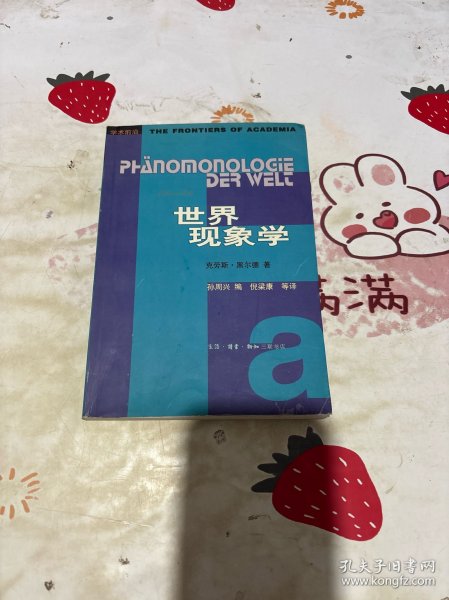 学术前沿 THE FRONTIERS OF ACADEMIA
PHÄNOMONOLOGIE
DER WELT
世界
现象学
克劳斯·黑尔德 著
孙周兴 编 倪梁康 等译
生活·读书·新知三联书店
a
满满
孔夫子旧书网
www.kongfz.com